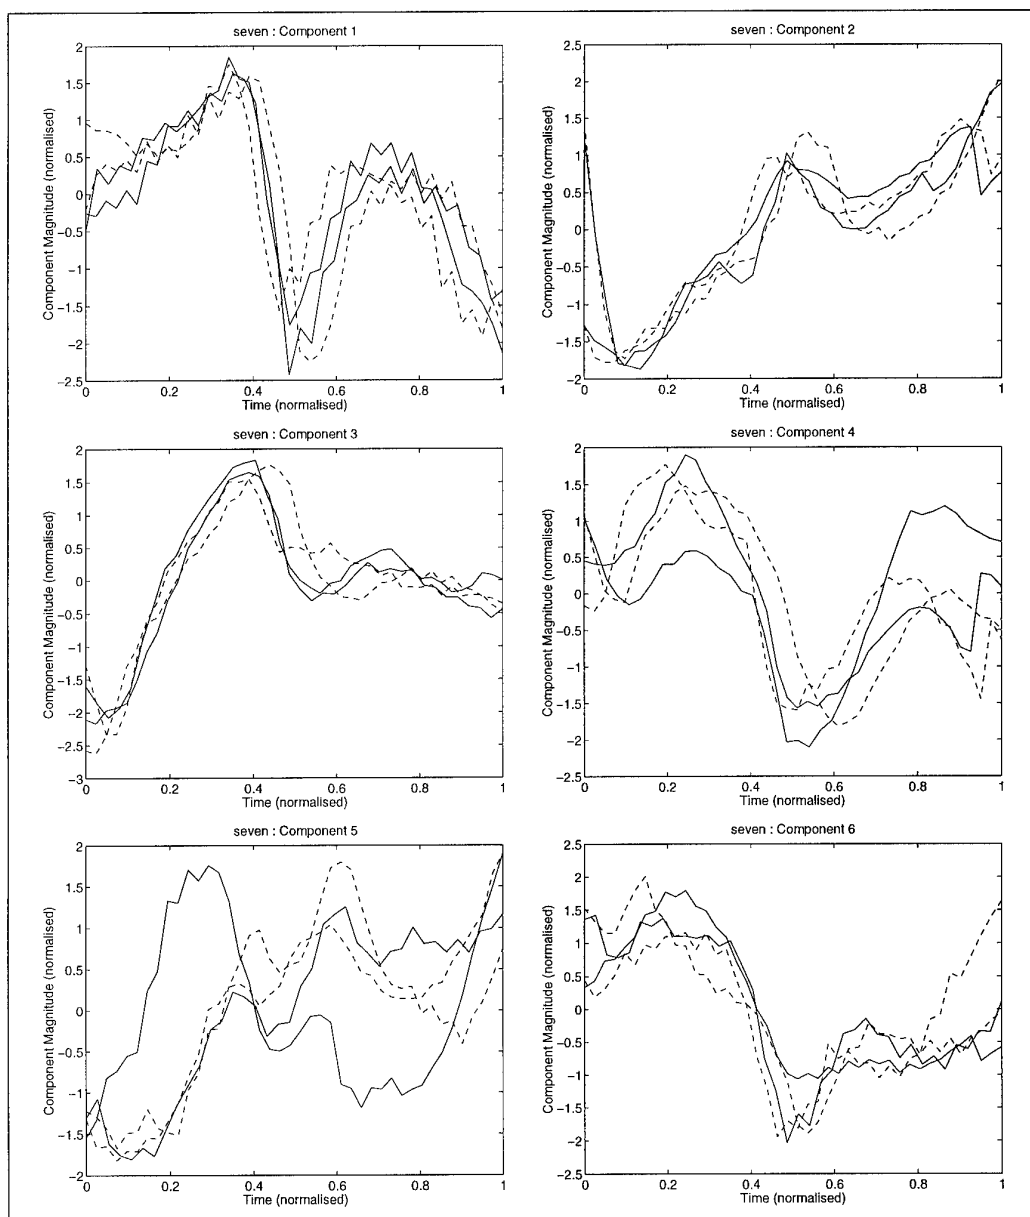 seven : Component 1
Component Magnitude (normalised)
2
1.5
1
0.5
0
−0.5
−1
−1.5
−2
−2.5
0 0.2 0.4 0.6 0.8 1
Time (normalised)
seven : Component 2
Component Magnitude (normalised)
2.5
2
1.5
1
0.5
0
−0.5
−1
−1.5
−2
0 0.2 0.4 0.6 0.8 1
Time (normalised)
seven : Component 3
Component Magnitude (normalised)
2
1.5
1
0.5
0
−0.5
−1
−1.5
−2
−2.5
−3
0 0.2 0.4 0.6 0.8 1
Time (normalised)
seven : Component 4
Component Magnitude (normalised)
2
1.5
1
0.5
0
−0.5
−1
−1.5
−2
−2.5
0 0.2 0.4 0.6 0.8 1
Time (normalised)
seven : Component 5
Component Magnitude (normalised)
2
1.5
1
0.5
0
−0.5
−1
−1.5
−2
0 0.2 0.4 0.6 0.8 1
Time (normalised)
seven : Component 6
Component Magnitude (normalised)
2.5
2
1.5
1
0.5
0
−0.5
−1
−1.5
−2
−2.5
0 0.2 0.4 0.6 0.8 1
Time (normalised)